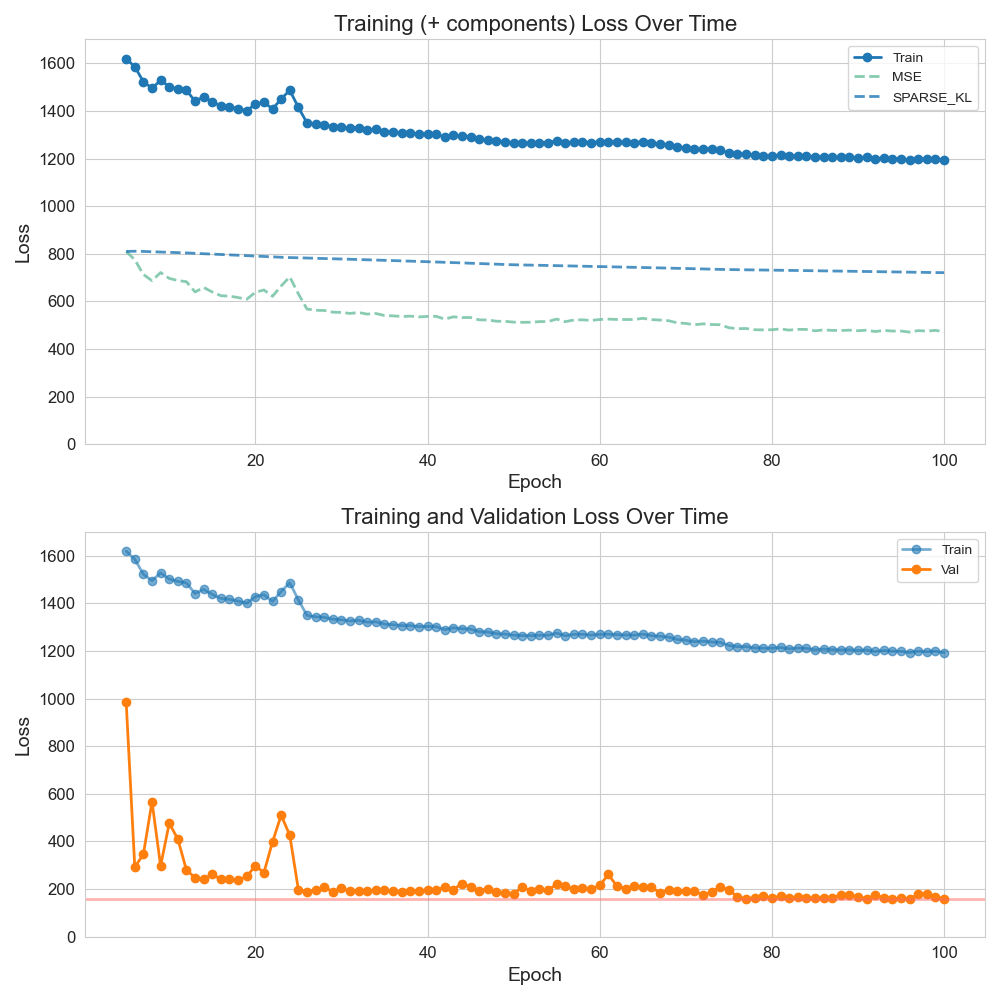 Training (+ components) Loss Over Time
1600
1400
1200
1000
800
600
400
200
0
Loss
Train
MSE
SPARSE_KL
20 40 60 80 100
Epoch
Training and Validation Loss Over Time
1600
1400
1200
1000
800
600
400
200
0
Loss
Train
Val
20 40 60 80 100
Epoch